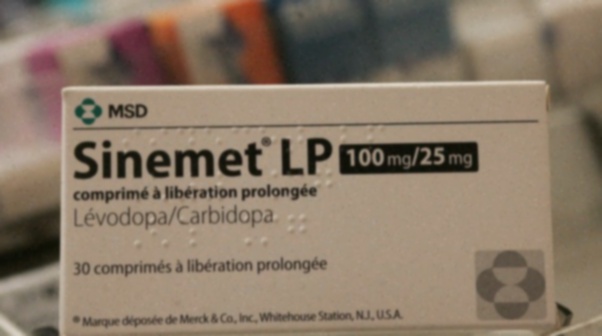 MSD
Sinemet® LP 100 mg/25 mg
comprimé à libération prolongée
Lévodopa/Carbidopa
30 comprimés à libération prolongée
® Marque déposée de Merck & Co., Inc., Whitehouse Station, N.J., U.S.A.